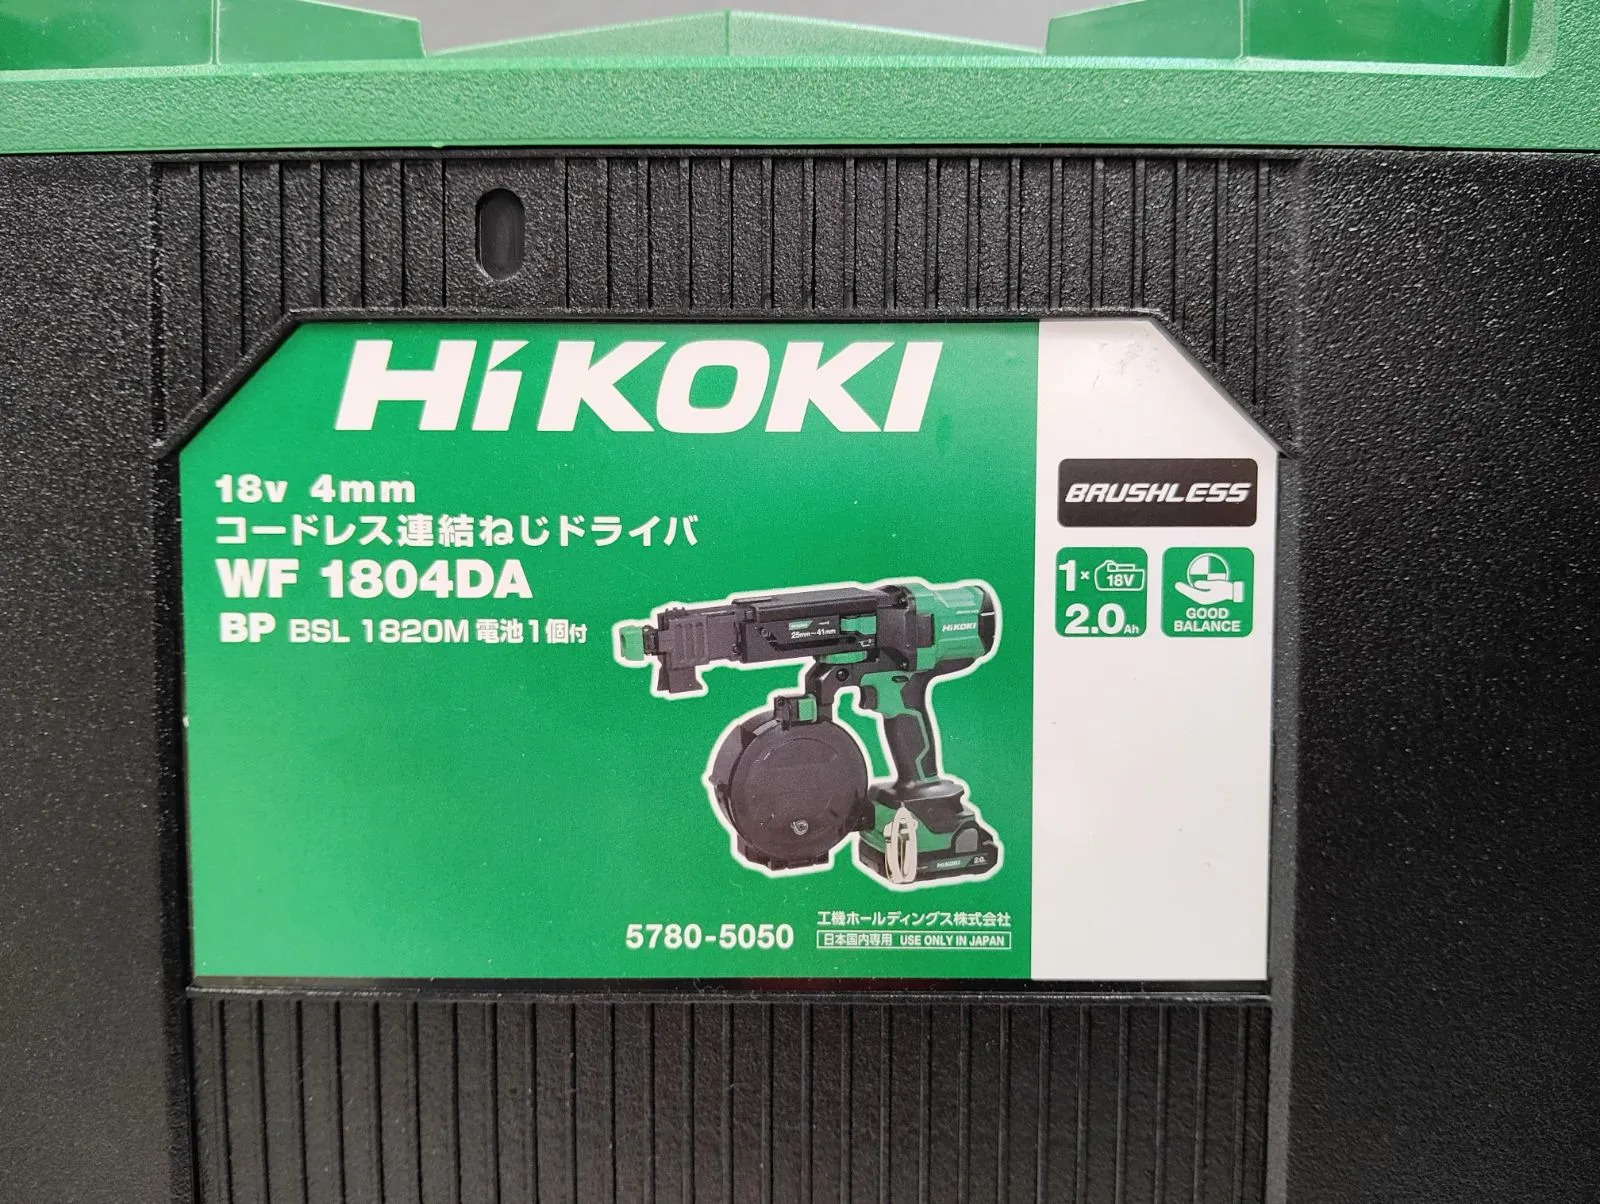 HiKOKI
18v 4mm
コードレス連結ねじドライバ
WF 1804DA
BP BSL 1820M 電池1個付
BRUSHLESS
1× 18V
2.0Ah
GOOD
BALANCE
25mm~41mm
HiKOKI
HiKOKI 2.0
5780-5050
工機ホールディングス株式会社
日本国内専用 USE ONLY IN JAPAN